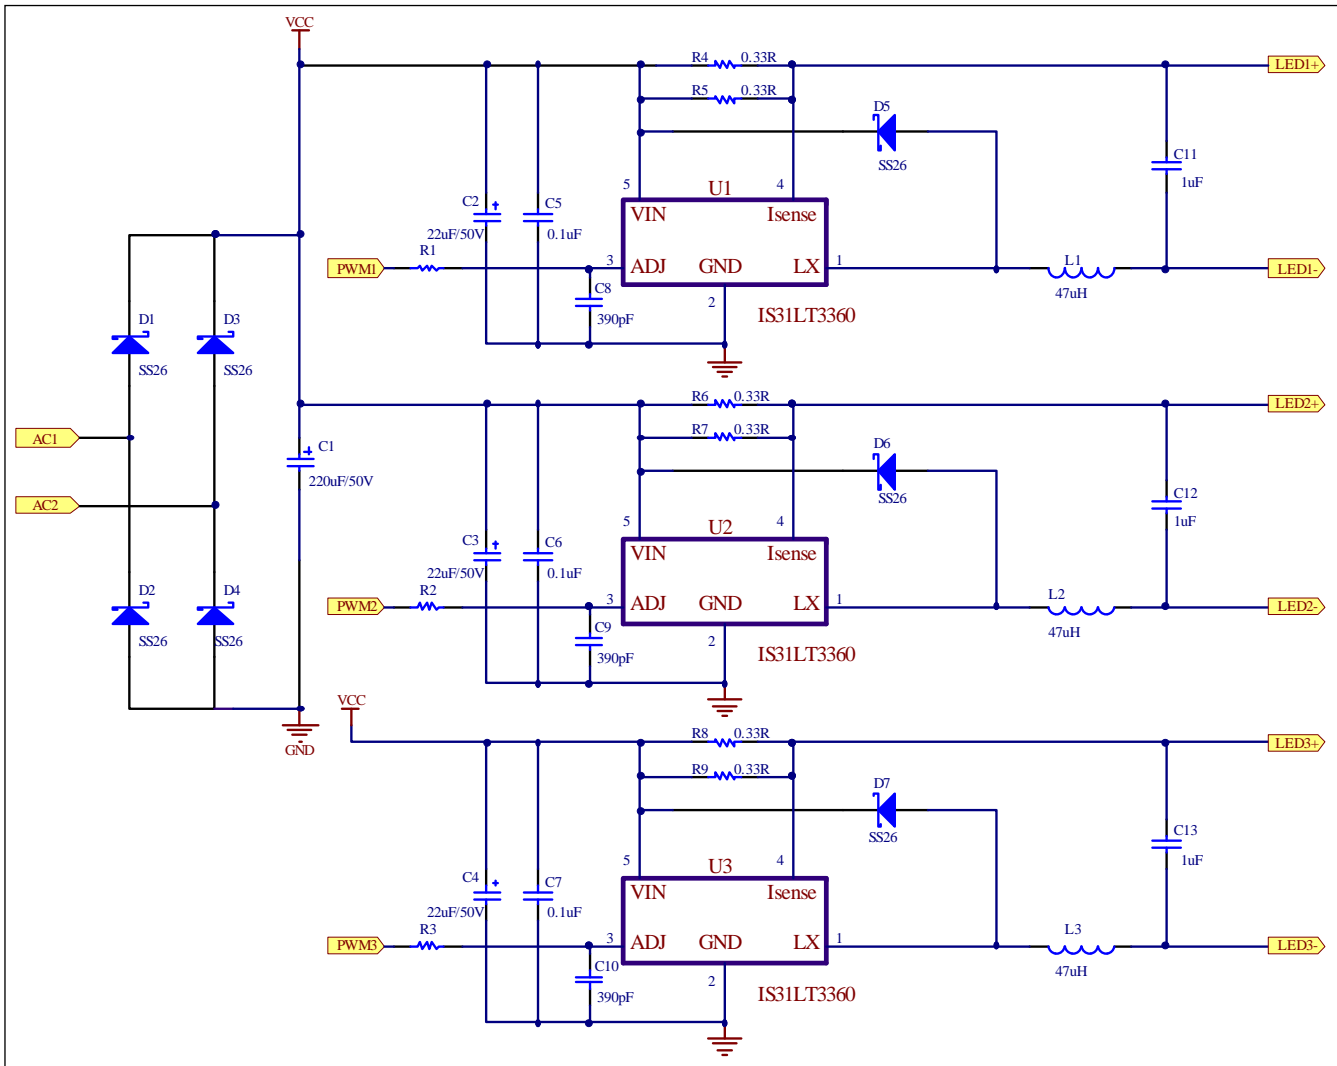 VCC
R4 0.33R
LED1+
R5 0.33R
D5
SS26
C11
1uF
U1
5
4
C2
22uF/50V
C5
0.1uF
VIN
Isense
R1
PWM1
3
ADJ
GND
LX
1
L1
47uH
LED1-
C8
390pF
2
IS31LT3360
D1
SS26
D3
SS26
R6 0.33R
LED2+
R7 0.33R
D6
SS26
AC1
C1
220uF/50V
AC2
C12
1uF
U2
5
4
C3
22uF/50V
C6
0.1uF
VIN
Isense
D2
SS26
D4
SS26
R2
PWM2
3
ADJ
GND
LX
1
L2
47uH
LED2-
C9
390pF
2
IS31LT3360
VCC
GND
R8 0.33R
LED3+
R9 0.33R
D7
SS26
C13
1uF
U3
5
4
C4
22uF/50V
C7
0.1uF
VIN
Isense
R3
PWM3
3
ADJ
GND
LX
1
L3
47uH
LED3-
C10
390pF
2
IS31LT3360